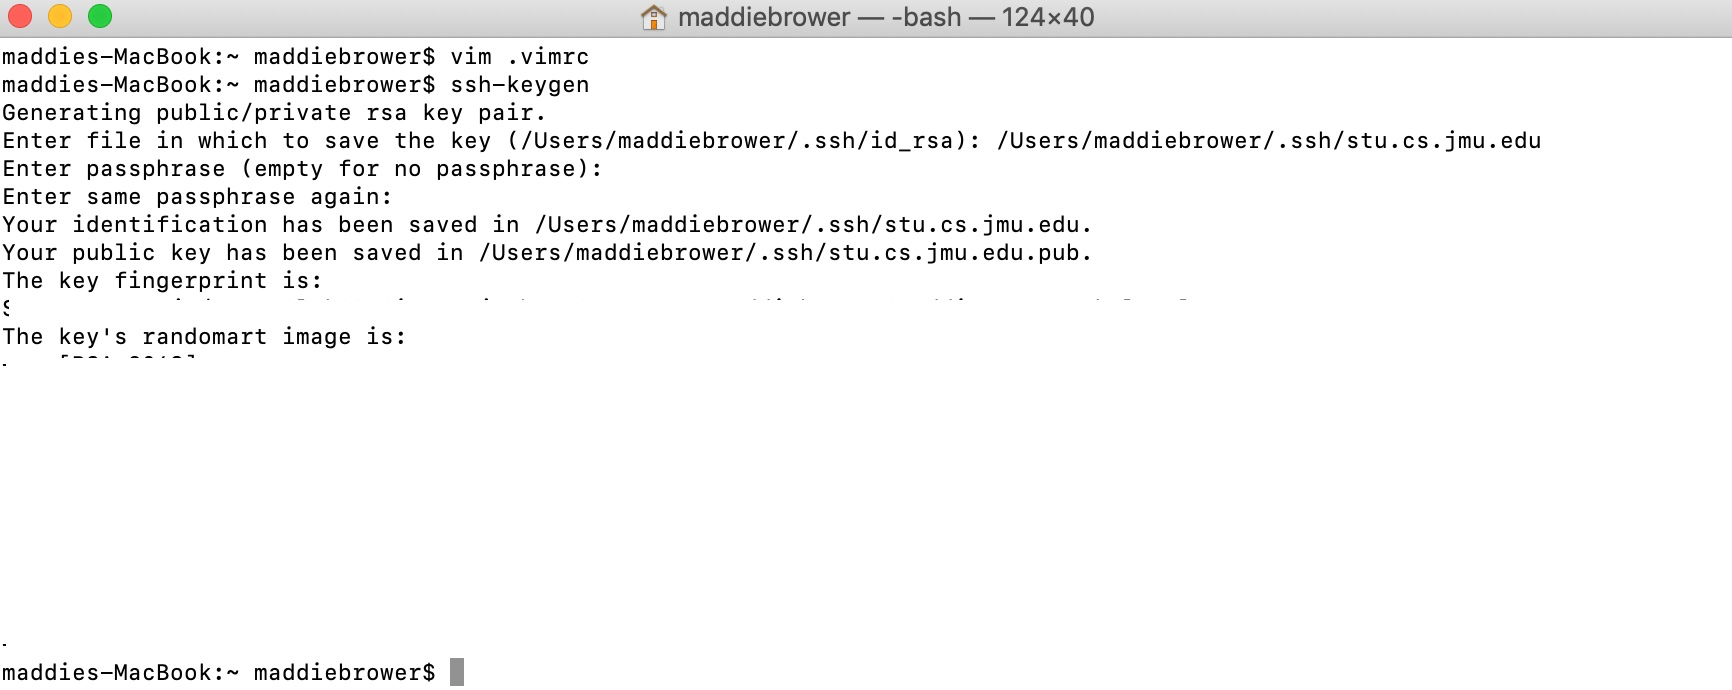 maddiebrower — -bash — 124×40
maddies-MacBook:~ maddiebrower$ vim .vimrc
maddies-MacBook:~ maddiebrower$ ssh-keygen
Generating public/private rsa key pair.
Enter file in which to save the key (/Users/maddiebrower/.ssh/id_rsa): /Users/maddiebrower/.ssh/stu.cs.jmu.edu
Enter passphrase (empty for no passphrase):
Enter same passphrase again:
Your identification has been saved in /Users/maddiebrower/.ssh/stu.cs.jmu.edu.
Your public key has been saved in /Users/maddiebrower/.ssh/stu.cs.jmu.edu.pub.
The key fingerprint is:
The key's randomart image is:
maddies-MacBook:~ maddiebrower$